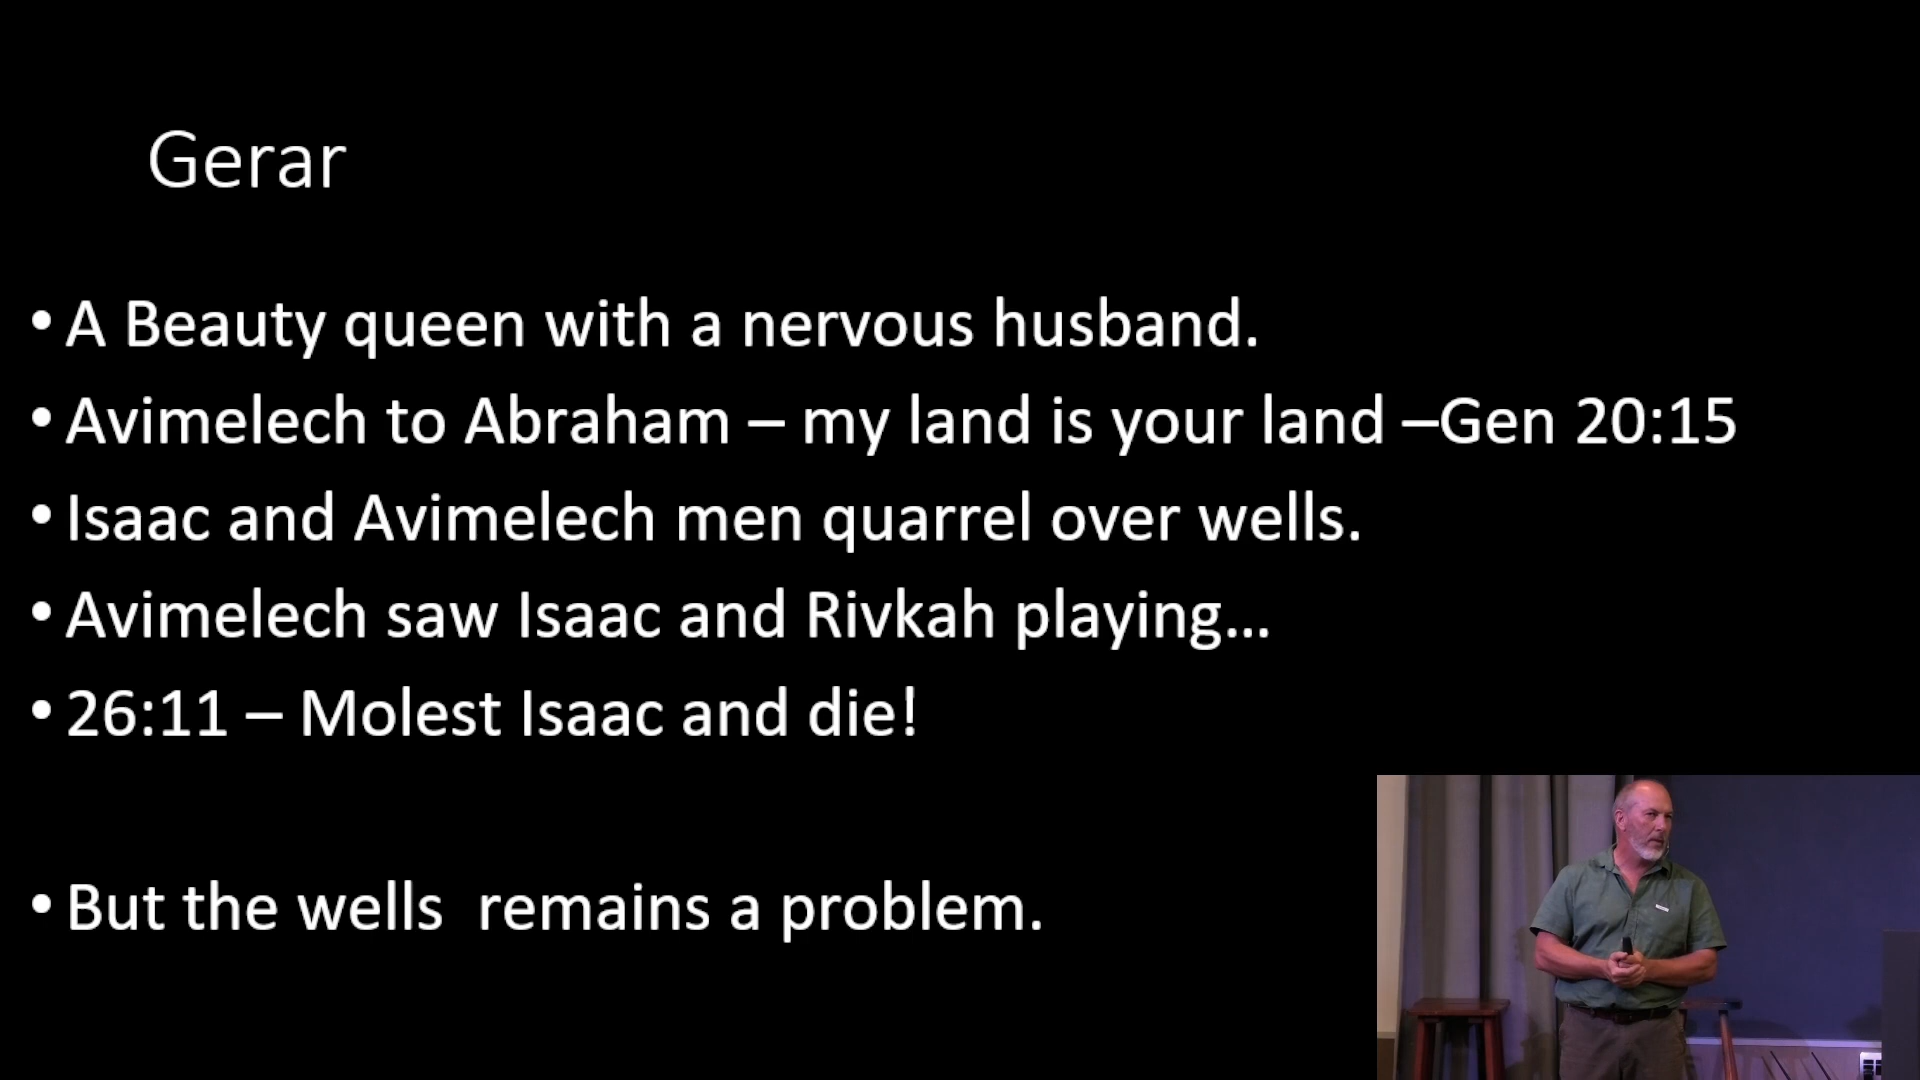 Gerar
• A Beauty queen with a nervous husband.
• Avimelech to Abraham – my land is your land –Gen 20:15
• Isaac and Avimelech men quarrel over wells.
• Avimelech saw Isaac and Rivkah playing...
• 26:11 – Molest Isaac and die!
• But the wells  remains a problem.